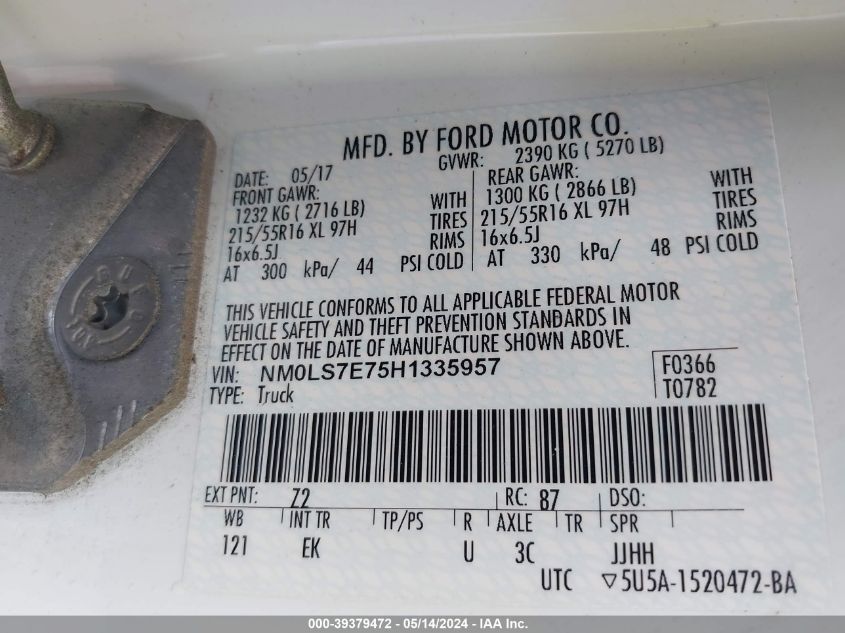 MFD. BY FORD MOTOR CO.
DATE: 05/17 GVWR: 2390 KG ( 5270 LB)
FRONT GAWR: WITH REAR GAWR: WITH
1232 KG ( 2716 LB) TIRES 1300 KG ( 2866 LB) TIRES
215/55R16 XL 97H RIMS 215/55R16 XL 97H RIMS
16x6.5J 16x6.5J
AT 300 kPa/ 44 PSI COLD AT 330 kPa/ 48 PSI COLD
THIS VEHICLE CONFORMS TO ALL APPLICABLE FEDERAL MOTOR
VEHICLE SAFETY AND THEFT PREVENTION STANDARDS IN
EFFECT ON THE DATE OF MANUFACTURE SHOWN ABOVE.
VIN: NM0LS7E75H1335957 F0366
TYPE: Truck T0782
EXT PNT: Z2 RC: 87 DSO:
WB INT TR TP/PS R AXLE TR SPR
121 EK U 3C JJHH
UTC ▽5U5A-1520472-BA
000-39379472 - 05/14/2024 - IAA Inc.